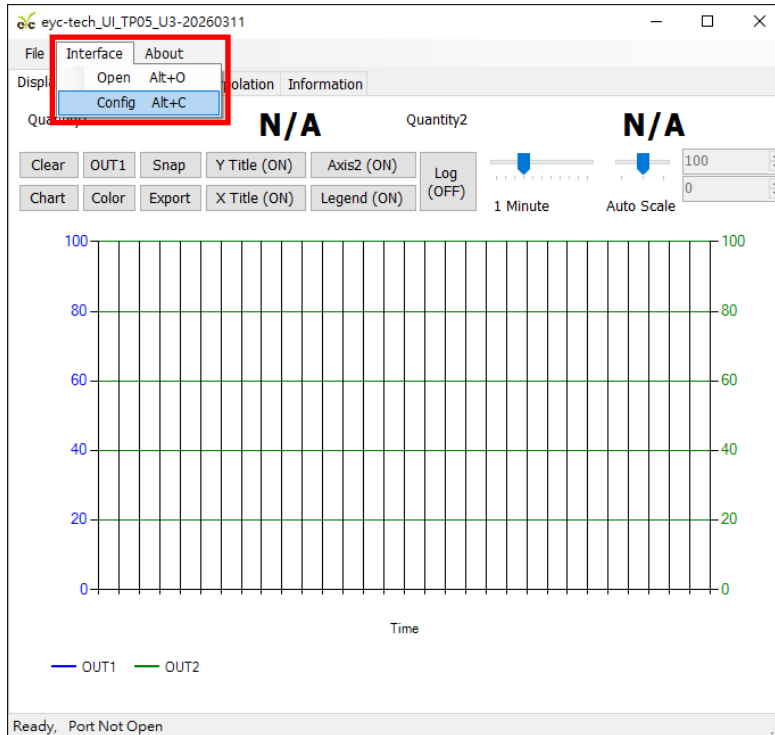 eyc-tech_UI_TP05_U3-20260311
File Interface About
Open Alt+O
Config Alt+C
Information
N/A
Quantity2
N/A
Clear OUT1 Snap Y Title (ON) Axis2 (ON)
Log
(OFF)
Chart Color Export X Title (ON) Legend (ON)
1 Minute
Auto Scale
100
0
100
80
60
40
20
0
100
80
60
40
20
0
Time
OUT1 OUT2
Ready, Port Not Open